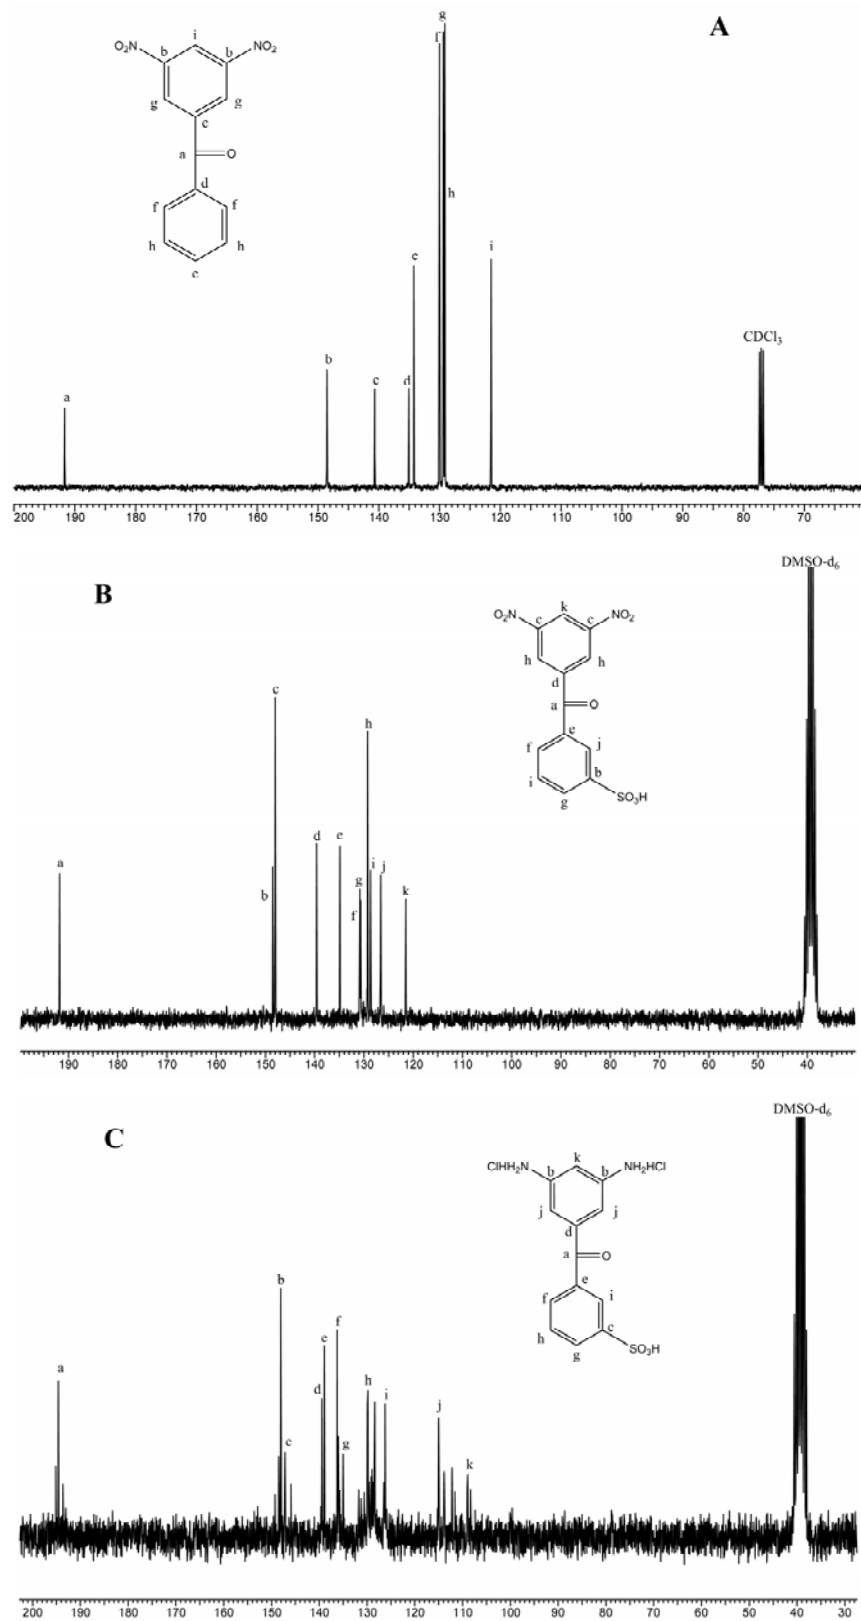 A
O₂N i NO₂
b b
g g
c
a O
d
f f
h h
e
a b c d e f g h i
CDCl₃
200 190 180 170 160 150 140 130 120 110 100 90 80 70
B
O₂N k NO₂
c c
h h
d
a O
e
f j
i b
g SO₃H
a b c d e f g h i j k
DMSO-d₆
190 180 170 160 150 140 130 120 110 100 90 80 70 60 50 40
C
ClHH₂N k NH₂HCl
b b
j j
d
a O
e
f i
h c
g SO₃H
a b c d e f g h i j k
DMSO-d₆
200 190 180 170 160 150 140 130 120 110 100 90 80 70 60 50 40 30